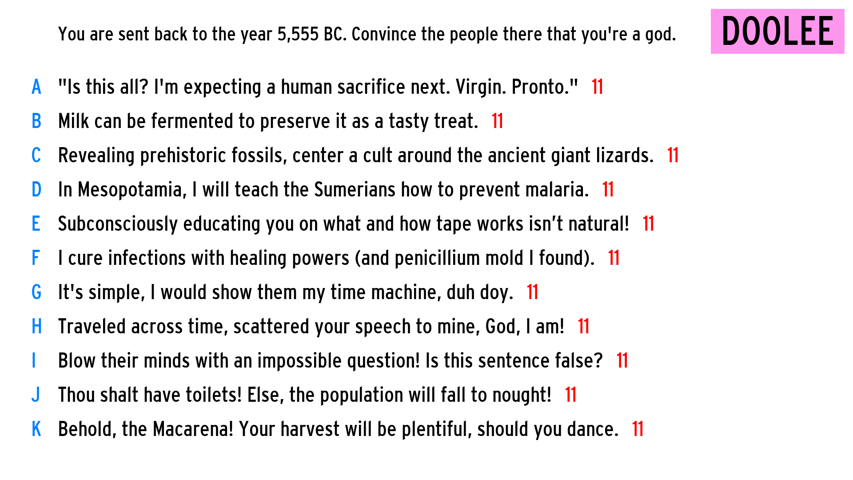 You are sent back to the year 5,555 BC. Convince the people there that you're a god.
DOOLEE
A "Is this all? I'm expecting a human sacrifice next. Virgin. Pronto." 11
B Milk can be fermented to preserve it as a tasty treat. 11
C Revealing prehistoric fossils, center a cult around the ancient giant lizards. 11
D In Mesopotamia, I will teach the Sumerians how to prevent malaria. 11
E Subconsciously educating you on what and how tape works isn’t natural! 11
F I cure infections with healing powers (and penicillium mold I found). 11
G It's simple, I would show them my time machine, duh doy. 11
H Traveled across time, scattered your speech to mine, God, I am! 11
I Blow their minds with an impossible question! Is this sentence false? 11
J Thou shalt have toilets! Else, the population will fall to nought! 11
K Behold, the Macarena! Your harvest will be plentiful, should you dance. 11